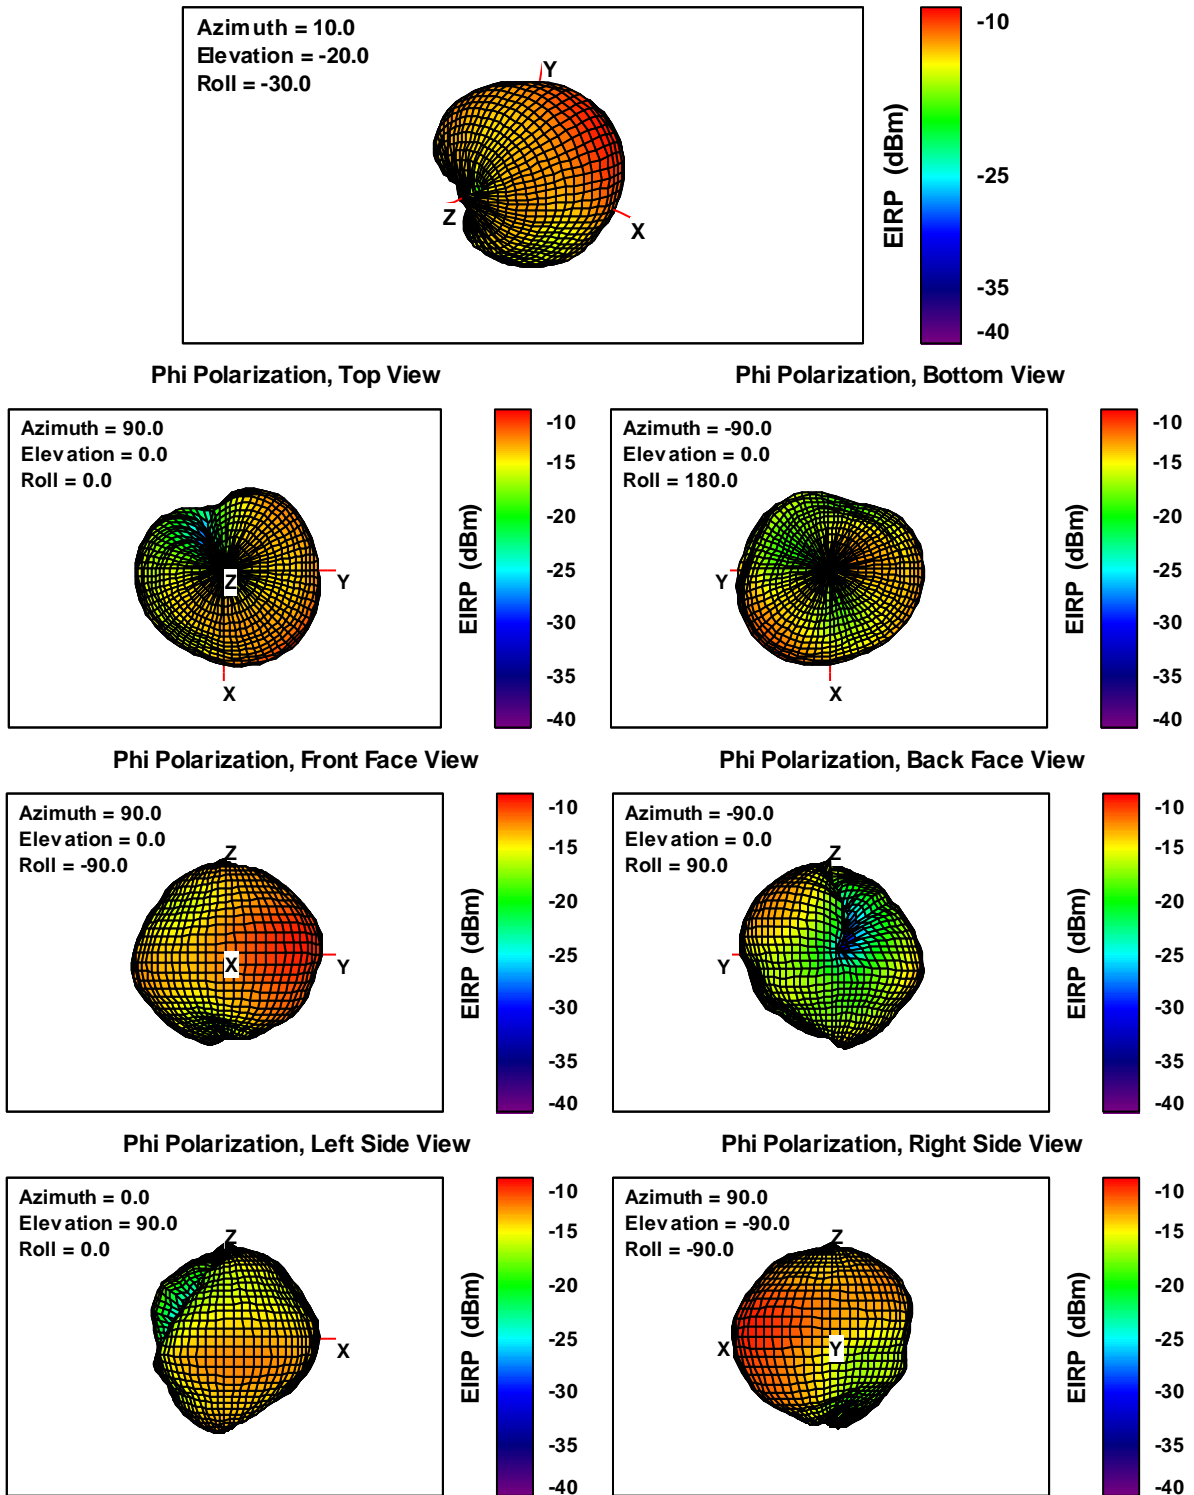 Azimuth = 10.0
Elevation = -20.0
Roll = -30.0
Y
Z
X
EIRP (dBm)
-10
-25
-35
-40
Phi Polarization, Top View
Azimuth = 90.0
Elevation = 0.0
Roll = 0.0
Z
Y
X
EIRP (dBm)
-10
-15
-20
-25
-30
-35
-40
Phi Polarization, Bottom View
Azimuth = -90.0
Elevation = 0.0
Roll = 180.0
Y
X
EIRP (dBm)
-10
-15
-20
-25
-30
-35
-40
Phi Polarization, Front Face View
Azimuth = 90.0
Elevation = 0.0
Roll = -90.0
Z
X
Y
EIRP (dBm)
-10
-15
-20
-25
-30
-35
-40
Phi Polarization, Back Face View
Azimuth = -90.0
Elevation = 0.0
Roll = 90.0
Z
Y
EIRP (dBm)
-10
-15
-20
-25
-30
-35
-40
Phi Polarization, Left Side View
Azimuth = 0.0
Elevation = 90.0
Roll = 0.0
Z
X
EIRP (dBm)
-10
-15
-20
-25
-30
-35
-40
Phi Polarization, Right Side View
Azimuth = 90.0
Elevation = -90.0
Roll = -90.0
Z
X
Y
EIRP (dBm)
-10
-15
-20
-25
-30
-35
-40